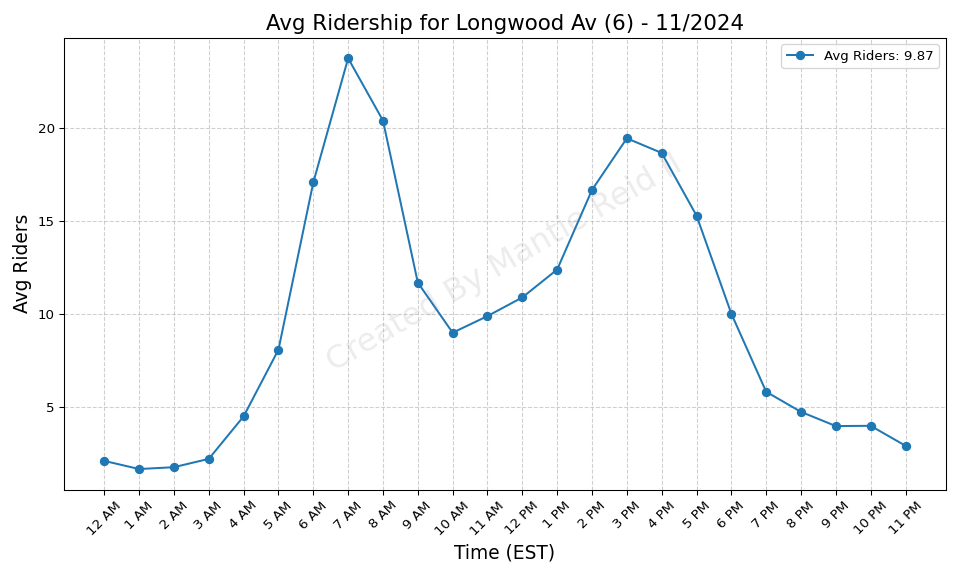 Avg Ridership for Longwood Av (6) - 11/2024
Avg Riders: 9.87
Avg Riders
20
15
10
5
12 AM
1 AM
2 AM
3 AM
4 AM
5 AM
6 AM
7 AM
8 AM
9 AM
10 AM
11 AM
12 PM
1 PM
2 PM
3 PM
4 PM
5 PM
6 PM
7 PM
8 PM
9 PM
10 PM
11 PM
Time (EST)
Created By Mantie Reid II